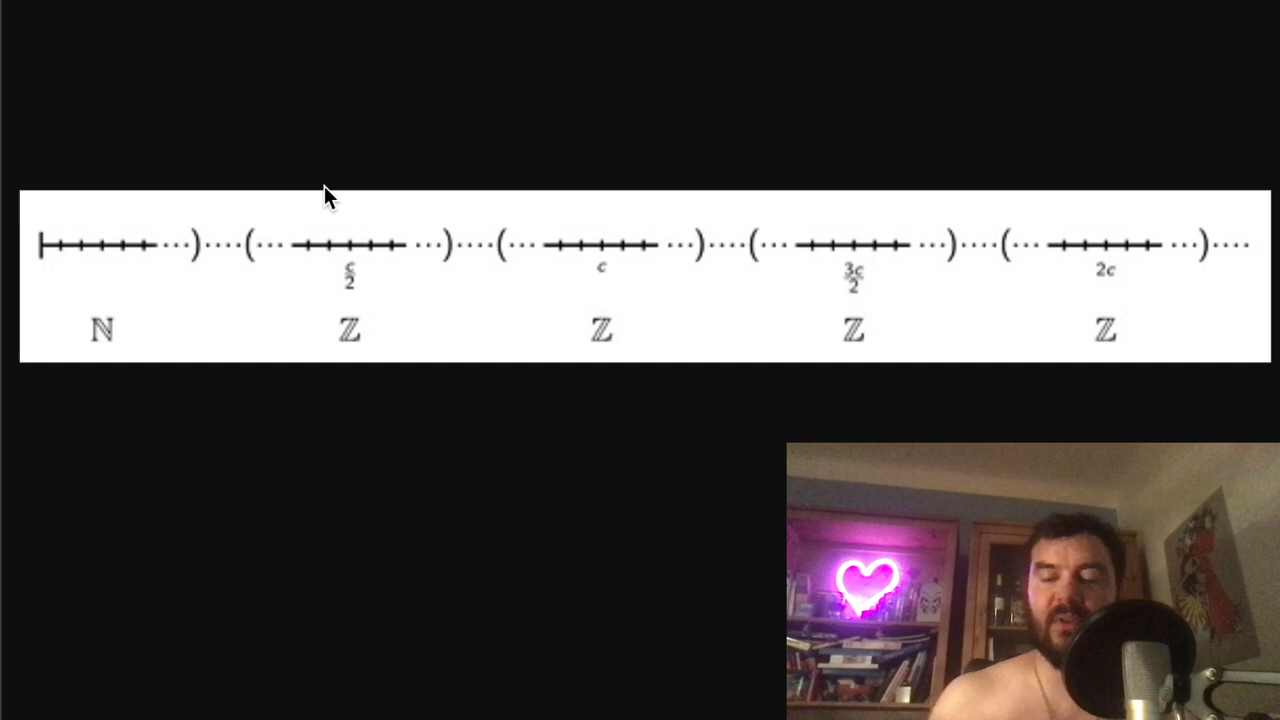 c/2 c 3c/2 2c
ℕ ℤ ℤ ℤ ℤ